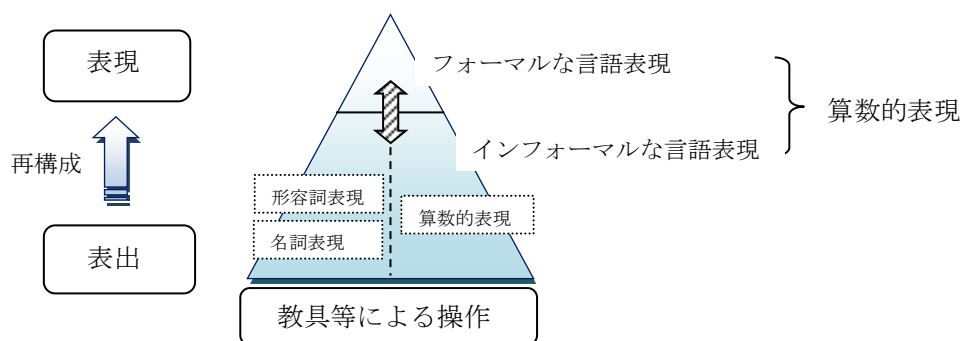 表現
フォーマルな言語表現
算数的表現
再構成
インフォーマルな言語表現
形容詞表現
算数的表現
名詞表現
表出
教具等による操作